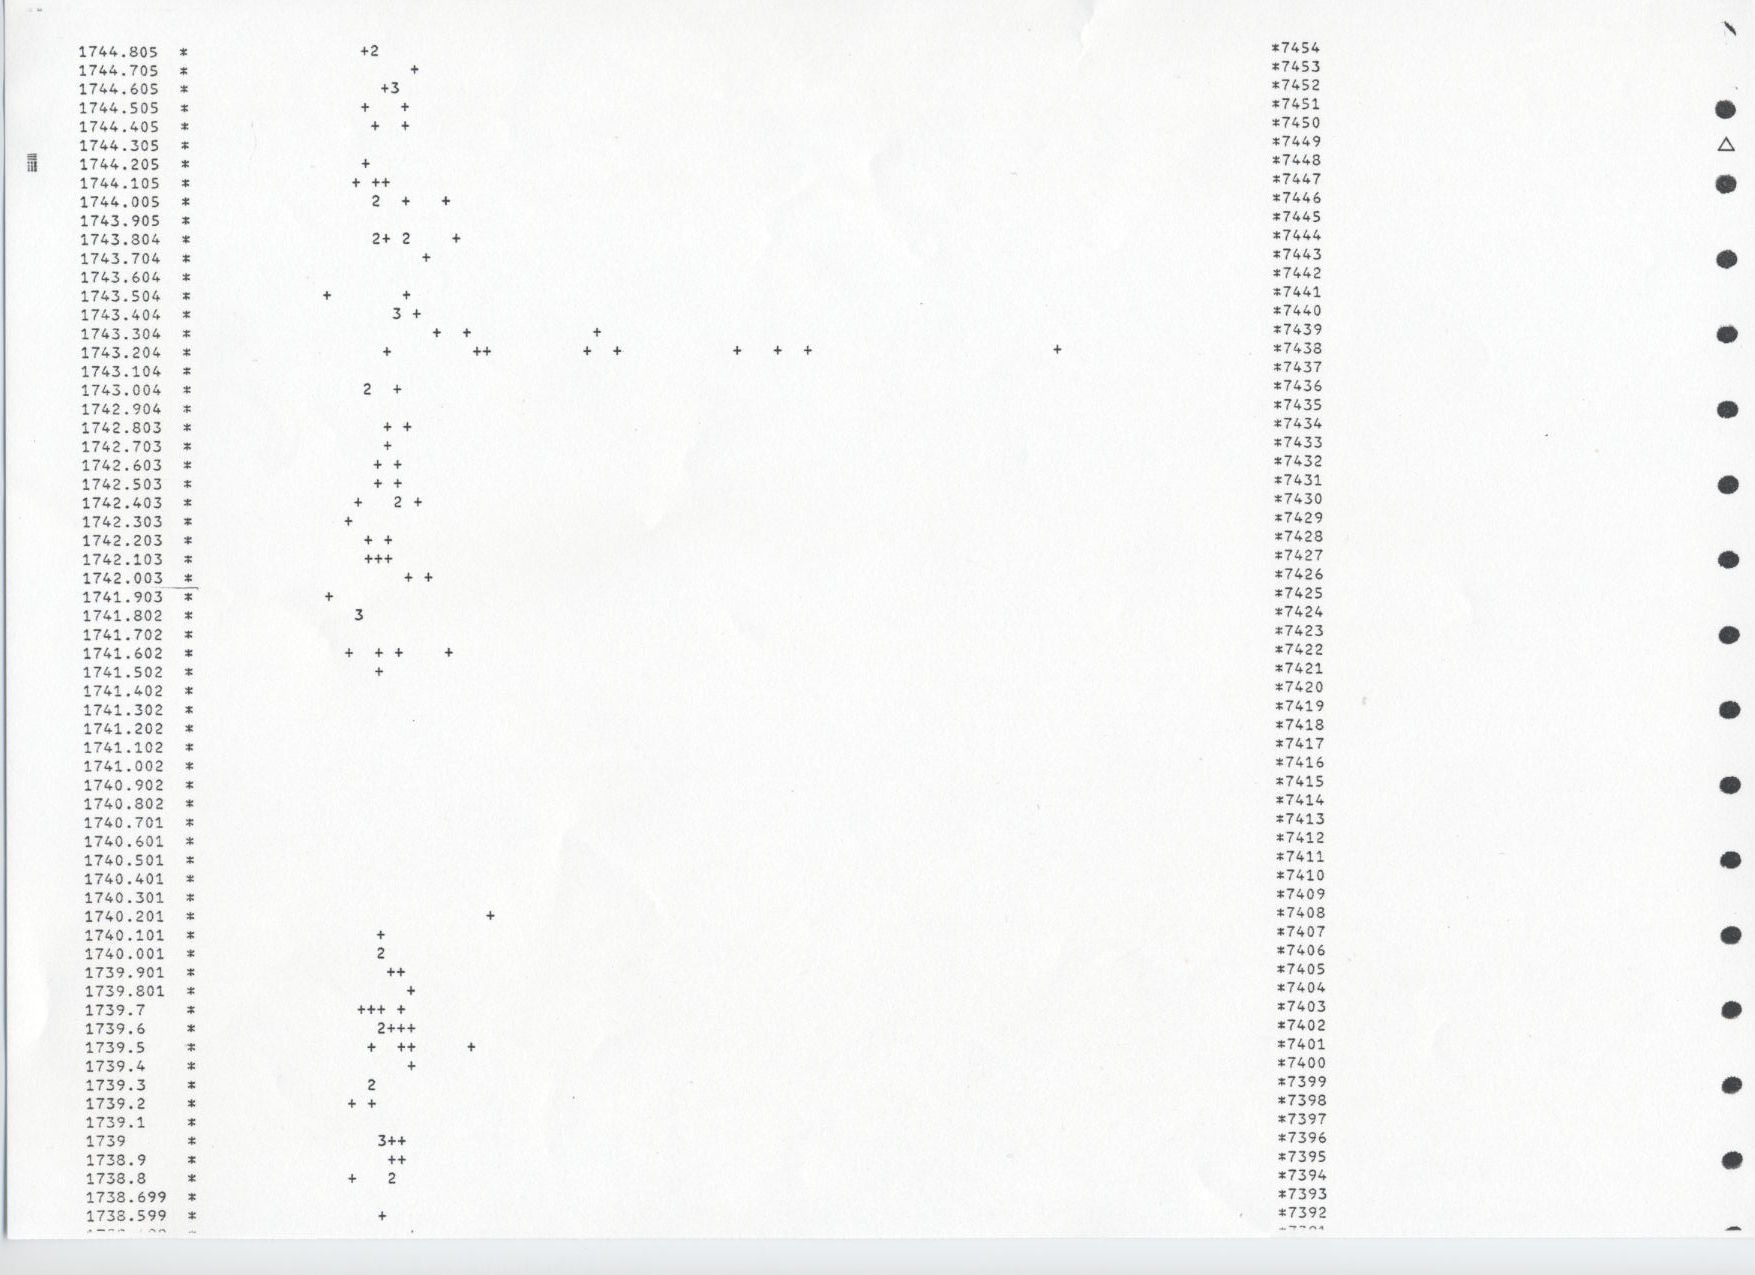 1744.805 * +2 *7454
1744.705 * + *7453
1744.605 * +3 *7452
1744.505 * + + *7451
1744.405 * + + *7450
1744.305 * *7449
1744.205 * + *7448
1744.105 * + ++ *7447
1744.005 * 2 + + *7446
1743.905 * *7445
1743.804 * 2+ 2 + *7444
1743.704 * + *7443
1743.604 * *7442
1743.504 * + + *7441
1743.404 * 3 + *7440
1743.304 * + + + *7439
1743.204 * + ++ + + + + + + *7438
1743.104 * *7437
1743.004 * 2 + *7436
1742.904 * *7435
1742.803 * + + *7434
1742.703 * + *7433
1742.603 * + + *7432
1742.503 * + + *7431
1742.403 * + 2 + *7430
1742.303 * + *7429
1742.203 * + + *7428
1742.103 * +++ *7427
1742.003 * + + *7426
1741.903 * + *7425
1741.802 * 3 *7424
1741.702 * *7423
1741.602 * + + + + *7422
1741.502 * + *7421
1741.402 * *7420
1741.302 * *7419
1741.202 * *7418
1741.102 * *7417
1741.002 * *7416
1740.902 * *7415
1740.802 * *7414
1740.701 * *7413
1740.601 * *7412
1740.501 * *7411
1740.401 * *7410
1740.301 * *7409
1740.201 * + *7408
1740.101 * + *7407
1740.001 * 2 *7406
1739.901 * ++ *7405
1739.801 * + *7404
1739.7 * +++ + *7403
1739.6 * 2+++ *7402
1739.5 * + ++ + *7401
1739.4 * + *7400
1739.3 * 2 *7399
1739.2 * + + *7398
1739.1 * *7397
1739 * 3++ *7396
1738.9 * ++ *7395
1738.8 * + 2 *7394
1738.699 * *7393
1738.599 * + *7392